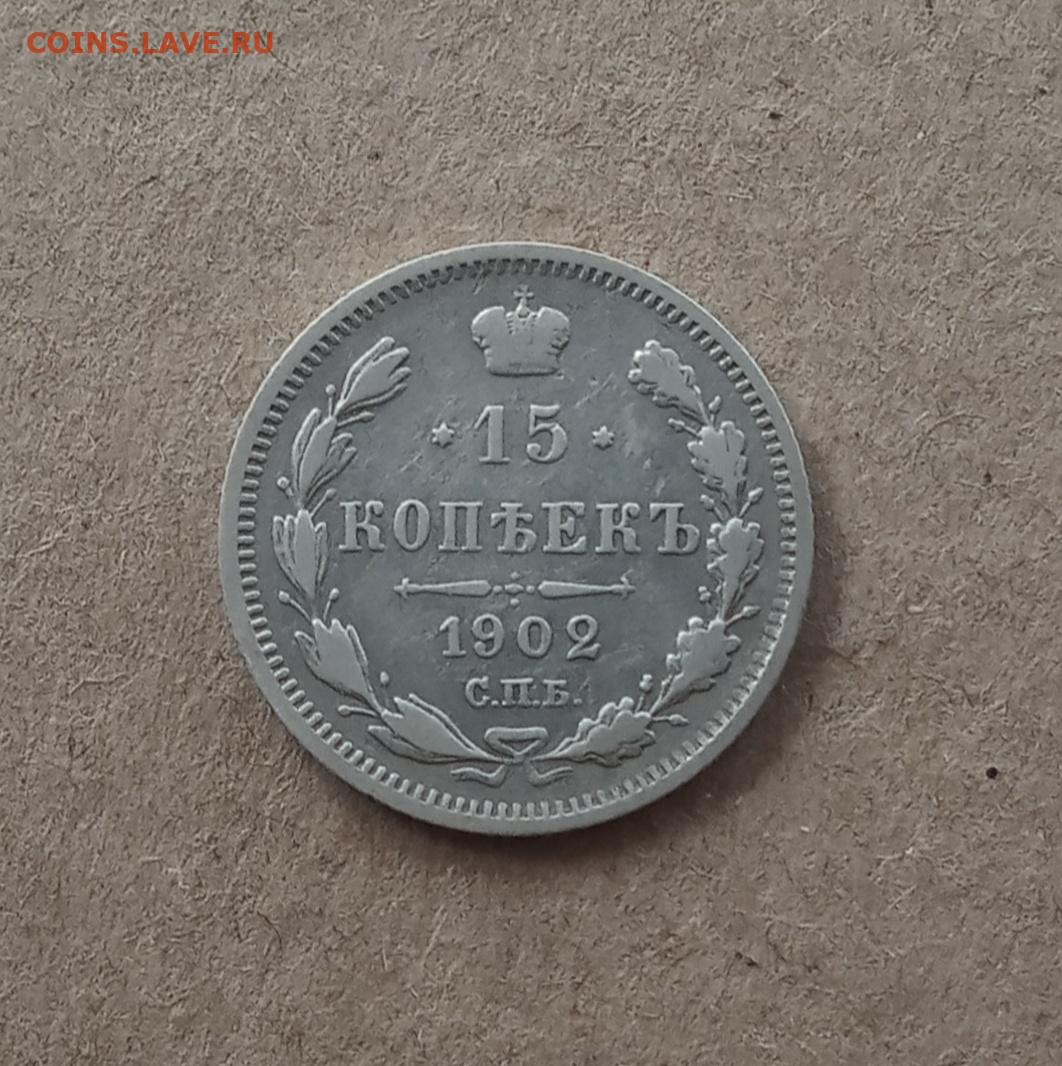 COINS.LAVE.RU
* 15 *
КОПѢЕКЪ
1902
С.П.Б.